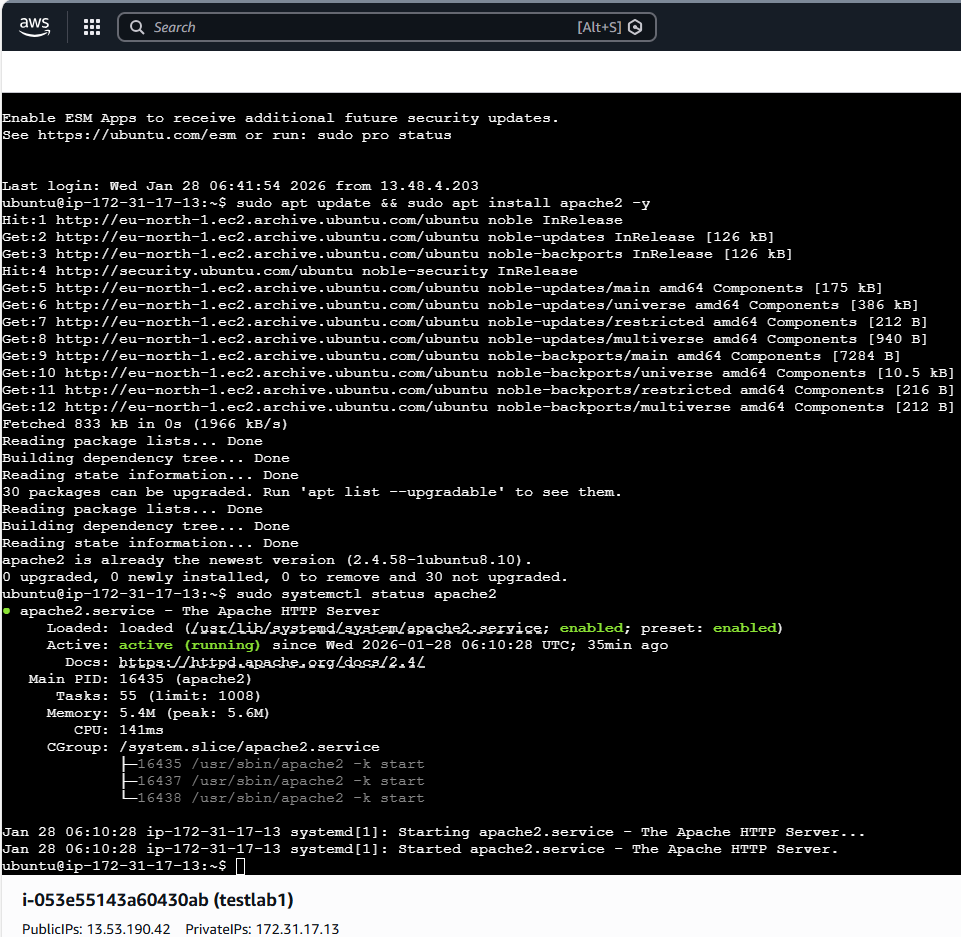 aws
Search [Alt+S]
Enable ESM Apps to receive additional future security updates.
See https://ubuntu.com/esm or run: sudo pro status
Last login: Wed Jan 28 06:41:54 2026 from 13.48.4.203
ubuntu@ip-172-31-17-13:~$ sudo apt update && sudo apt install apache2 -y
Hit:1 http://eu-north-1.ec2.archive.ubuntu.com/ubuntu noble InRelease
Get:2 http://eu-north-1.ec2.archive.ubuntu.com/ubuntu noble-updates InRelease [126 kB]
Get:3 http://eu-north-1.ec2.archive.ubuntu.com/ubuntu noble-backports InRelease [126 kB]
Hit:4 http://security.ubuntu.com/ubuntu noble-security InRelease
Get:5 http://eu-north-1.ec2.archive.ubuntu.com/ubuntu noble-updates/main amd64 Components [175 kB]
Get:6 http://eu-north-1.ec2.archive.ubuntu.com/ubuntu noble-updates/universe amd64 Components [386 kB]
Get:7 http://eu-north-1.ec2.archive.ubuntu.com/ubuntu noble-updates/restricted amd64 Components [212 B]
Get:8 http://eu-north-1.ec2.archive.ubuntu.com/ubuntu noble-updates/multiverse amd64 Components [940 B]
Get:9 http://eu-north-1.ec2.archive.ubuntu.com/ubuntu noble-backports/main amd64 Components [7284 B]
Get:10 http://eu-north-1.ec2.archive.ubuntu.com/ubuntu noble-backports/universe amd64 Components [10.5 kB]
Get:11 http://eu-north-1.ec2.archive.ubuntu.com/ubuntu noble-backports/restricted amd64 Components [216 B]
Get:12 http://eu-north-1.ec2.archive.ubuntu.com/ubuntu noble-backports/multiverse amd64 Components [212 B]
Fetched 833 kB in 0s (1966 kB/s)
Reading package lists... Done
Building dependency tree... Done
Reading state information... Done
30 packages can be upgraded. Run 'apt list --upgradable' to see them.
Reading package lists... Done
Building dependency tree... Done
Reading state information... Done
apache2 is already the newest version (2.4.58-1ubuntu8.10).
0 upgraded, 0 newly installed, 0 to remove and 30 not upgraded.
ubuntu@ip-172-31-17-13:~$ sudo systemctl status apache2
● apache2.service - The Apache HTTP Server
Loaded: loaded (/usr/lib/systemd/system/apache2.service; enabled; preset: enabled)
Active: active (running) since Wed 2026-01-28 06:10:28 UTC; 35min ago
Docs: https://httpd.apache.org/docs/2.4/
Main PID: 16435 (apache2)
Tasks: 55 (limit: 1008)
Memory: 5.4M (peak: 5.6M)
CPU: 141ms
CGroup: /system.slice/apache2.service
├─16435 /usr/sbin/apache2 -k start
├─16437 /usr/sbin/apache2 -k start
└─16438 /usr/sbin/apache2 -k start
Jan 28 06:10:28 ip-172-31-17-13 systemd[1]: Starting apache2.service - The Apache HTTP Server...
Jan 28 06:10:28 ip-172-31-17-13 systemd[1]: Started apache2.service - The Apache HTTP Server.
ubuntu@ip-172-31-17-13:~$
i-053e55143a60430ab (testlab1)
PublicIPs: 13.53.190.42 PrivateIPs: 172.31.17.13